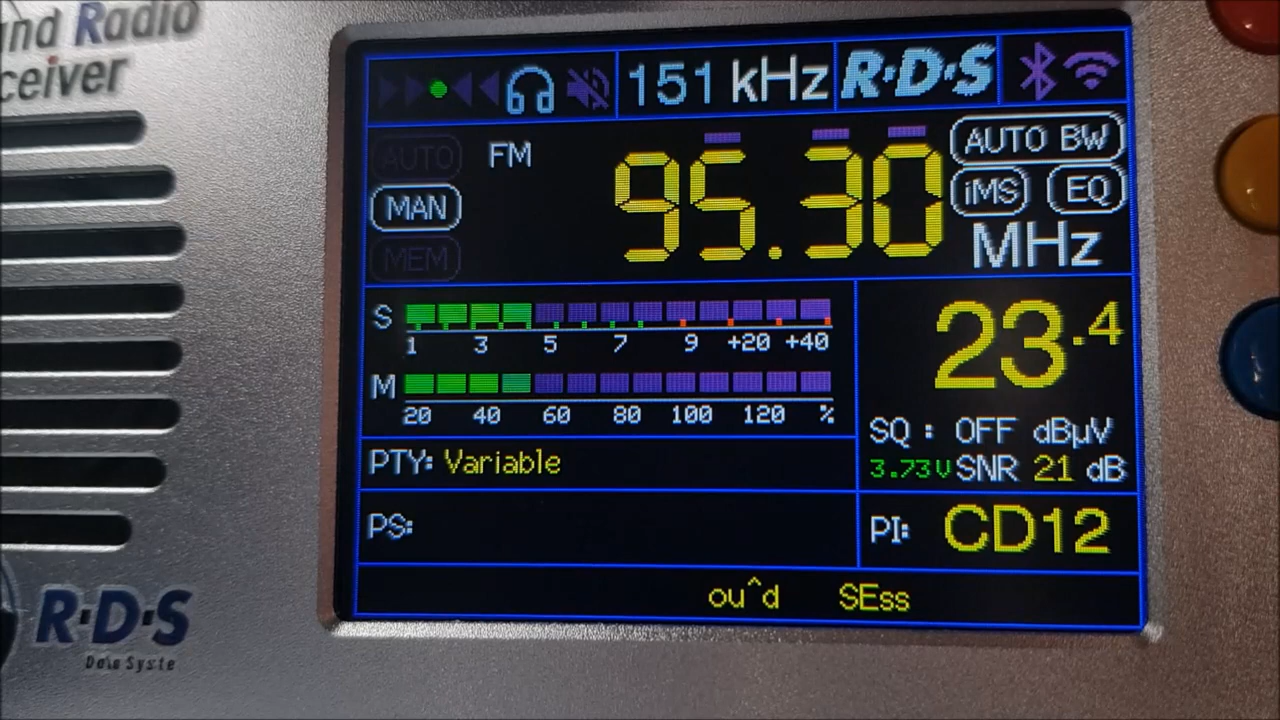 nd Radio
ceiver
151 kHz R·D·S
AUTO FM 95.30 AUTO BW
MAN iMS EQ
MEM MHz
S
1 3 5 7 9 +20 +40
23.4
M
20 40 60 80 100 120 %
SQ : OFF dBµV
PTY: Variable
3.73V SNR 21 dB
PS:
PI: CD12
ou^d SEss
R·D·S
Data Syste